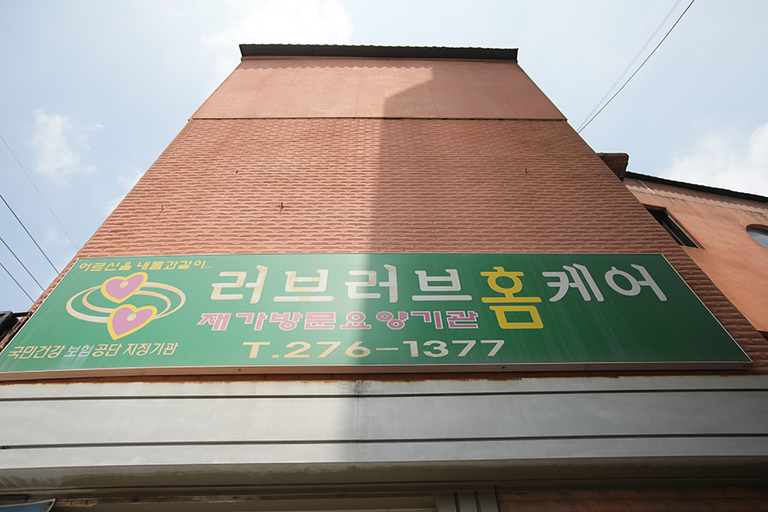 어르신을 내몸과같이...
러브러브홈케어
재가방문요양기관
국민건강보험공단 지정기관
T.276-1377